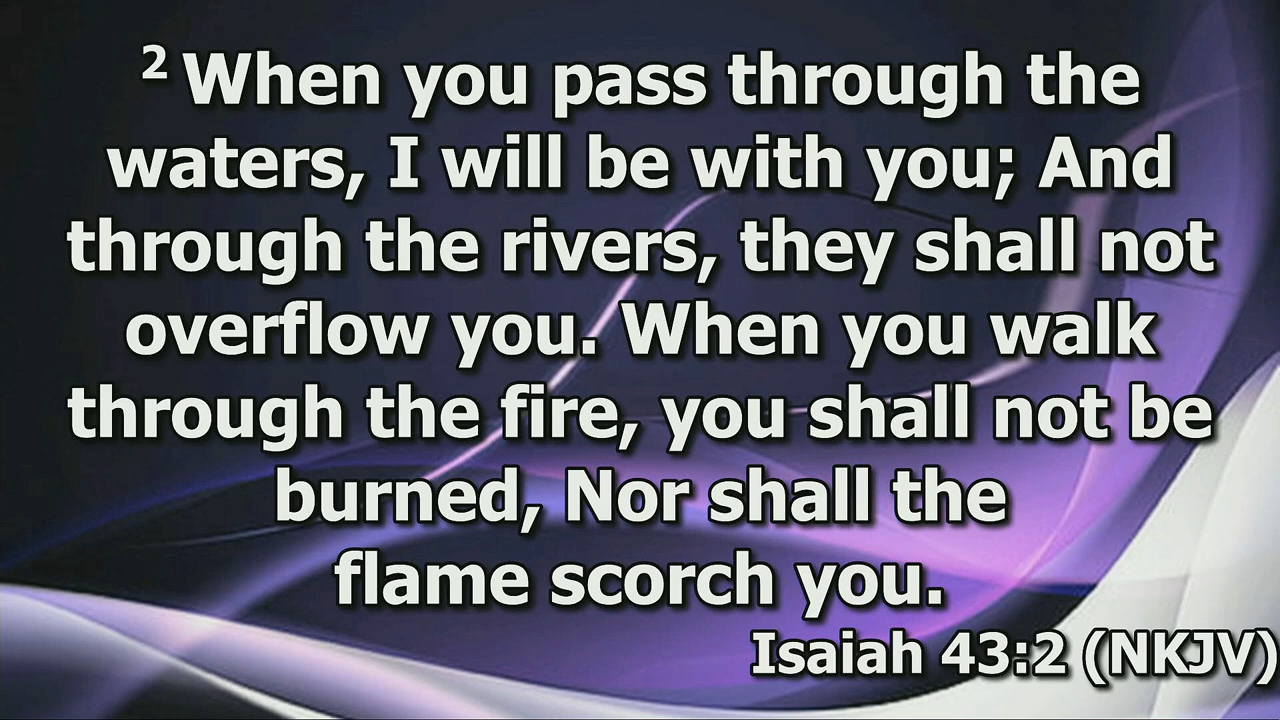 2 When you pass through the
waters, I will be with you; And
through the rivers, they shall not
overflow you. When you walk
through the fire, you shall not be
burned, Nor shall the
flame scorch you.
Isaiah 43:2 (NKJV)